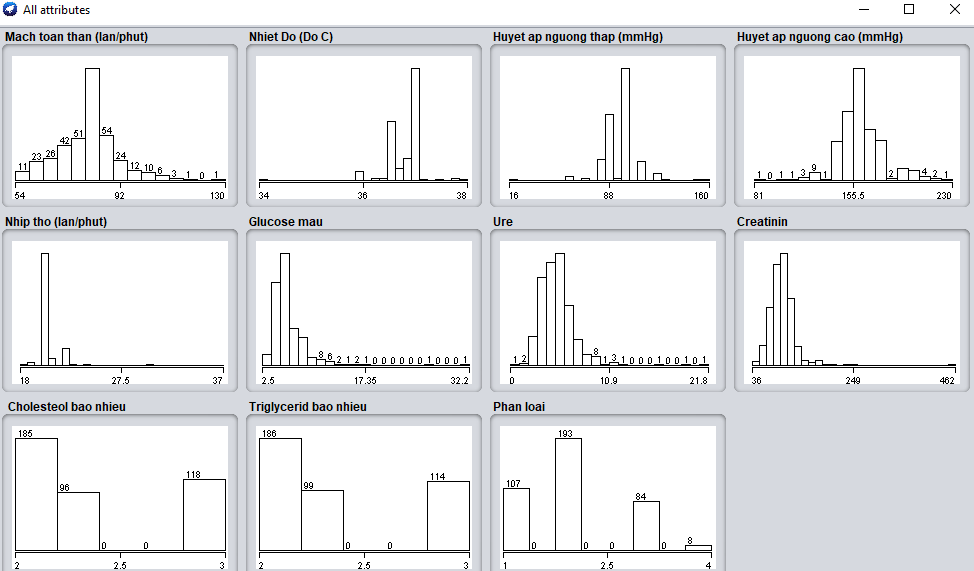 All attributes
Mach toan than (lan/phut)
11 23 26 42 51 54 24 12 10 6 3 1 0 1
54 92 130
Nhiet Do (Do C)
34 36 38
Huyet ap nguong thap (mmHg)
16 88 160
Huyet ap nguong cao (mmHg)
1 0 1 1 3 9 1 2 4 2 1
81 155.5 230
Nhip tho (lan/phut)
18 27.5 37
Glucose mau
8 6 2 1 2 1 0 0 0 0 0 0 1 0 0 0 1
2.5 17.35 32.2
Ure
1 2 8 1 3 1 0 0 0 1 0 0 1 0 1
0 10.9 21.8
Creatinin
36 249 462
Cholesteol bao nhieu
185 96 0 0 118
2 2.5 3
Triglycerid bao nhieu
186 99 0 0 114
2 2.5 3
Phan loai
107 0 193 0 0 84 0 8
1 2.5 4